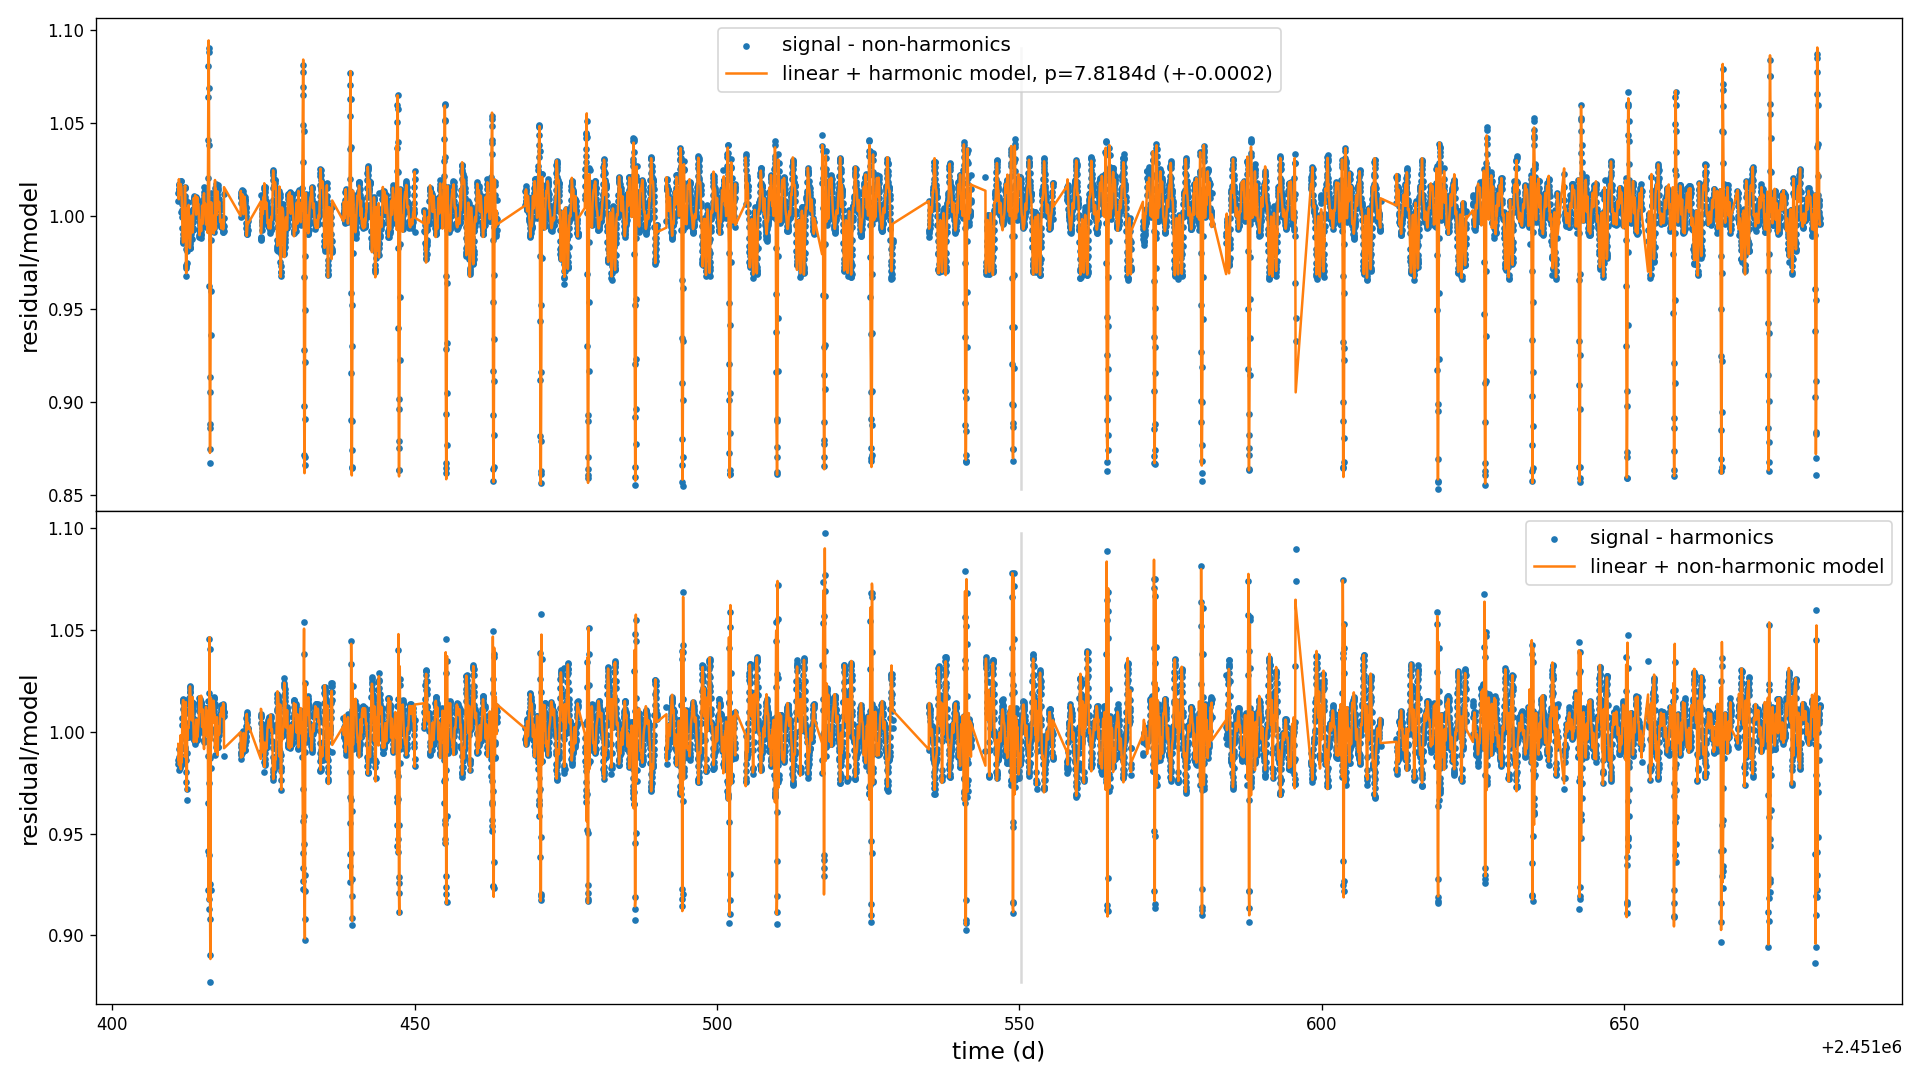 1.10
1.05
1.00
0.95
0.90
0.85
residual/model
signal - non-harmonics
linear + harmonic model, p=7.8184d (+-0.0002)
1.10
1.05
1.00
0.95
0.90
residual/model
signal - harmonics
linear + non-harmonic model
400
450
500
550
600
650
time (d)
+2.451e6